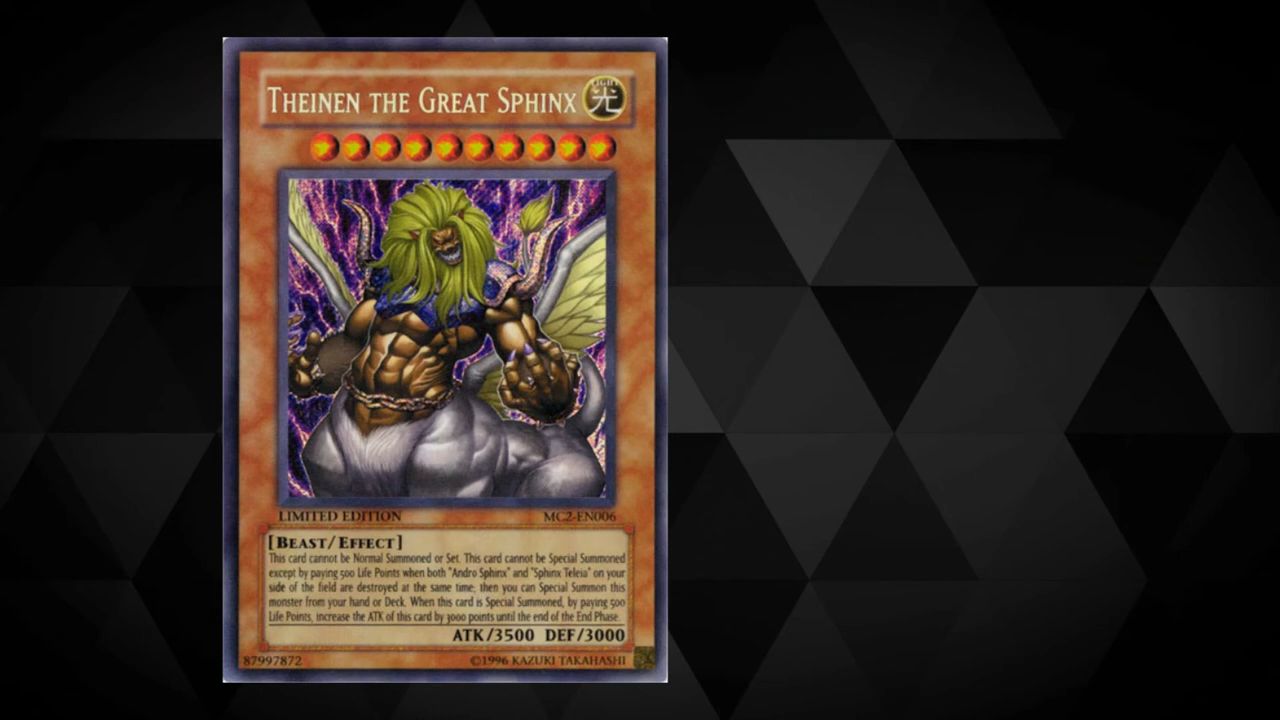 THEINEN THE GREAT SPHINX
LIGHT
光
LIMITED EDITION MC2-EN006
[BEAST/EFFECT]
This card cannot be Normal Summoned or Set. This card cannot be Special Summoned
except by paying 500 Life Points when both "Andro Sphinx" and "Sphinx Teleia" on your
side of the field are destroyed at the same time, then you can Special Summon this
monster from your hand or Deck. When this card is Special Summoned, by paying 500
Life Points, increase the ATK of this card by 3000 points until the end of the End Phase.
ATK/3500 DEF/3000
87997872 ©1996 KAZUKI TAKAHASHI